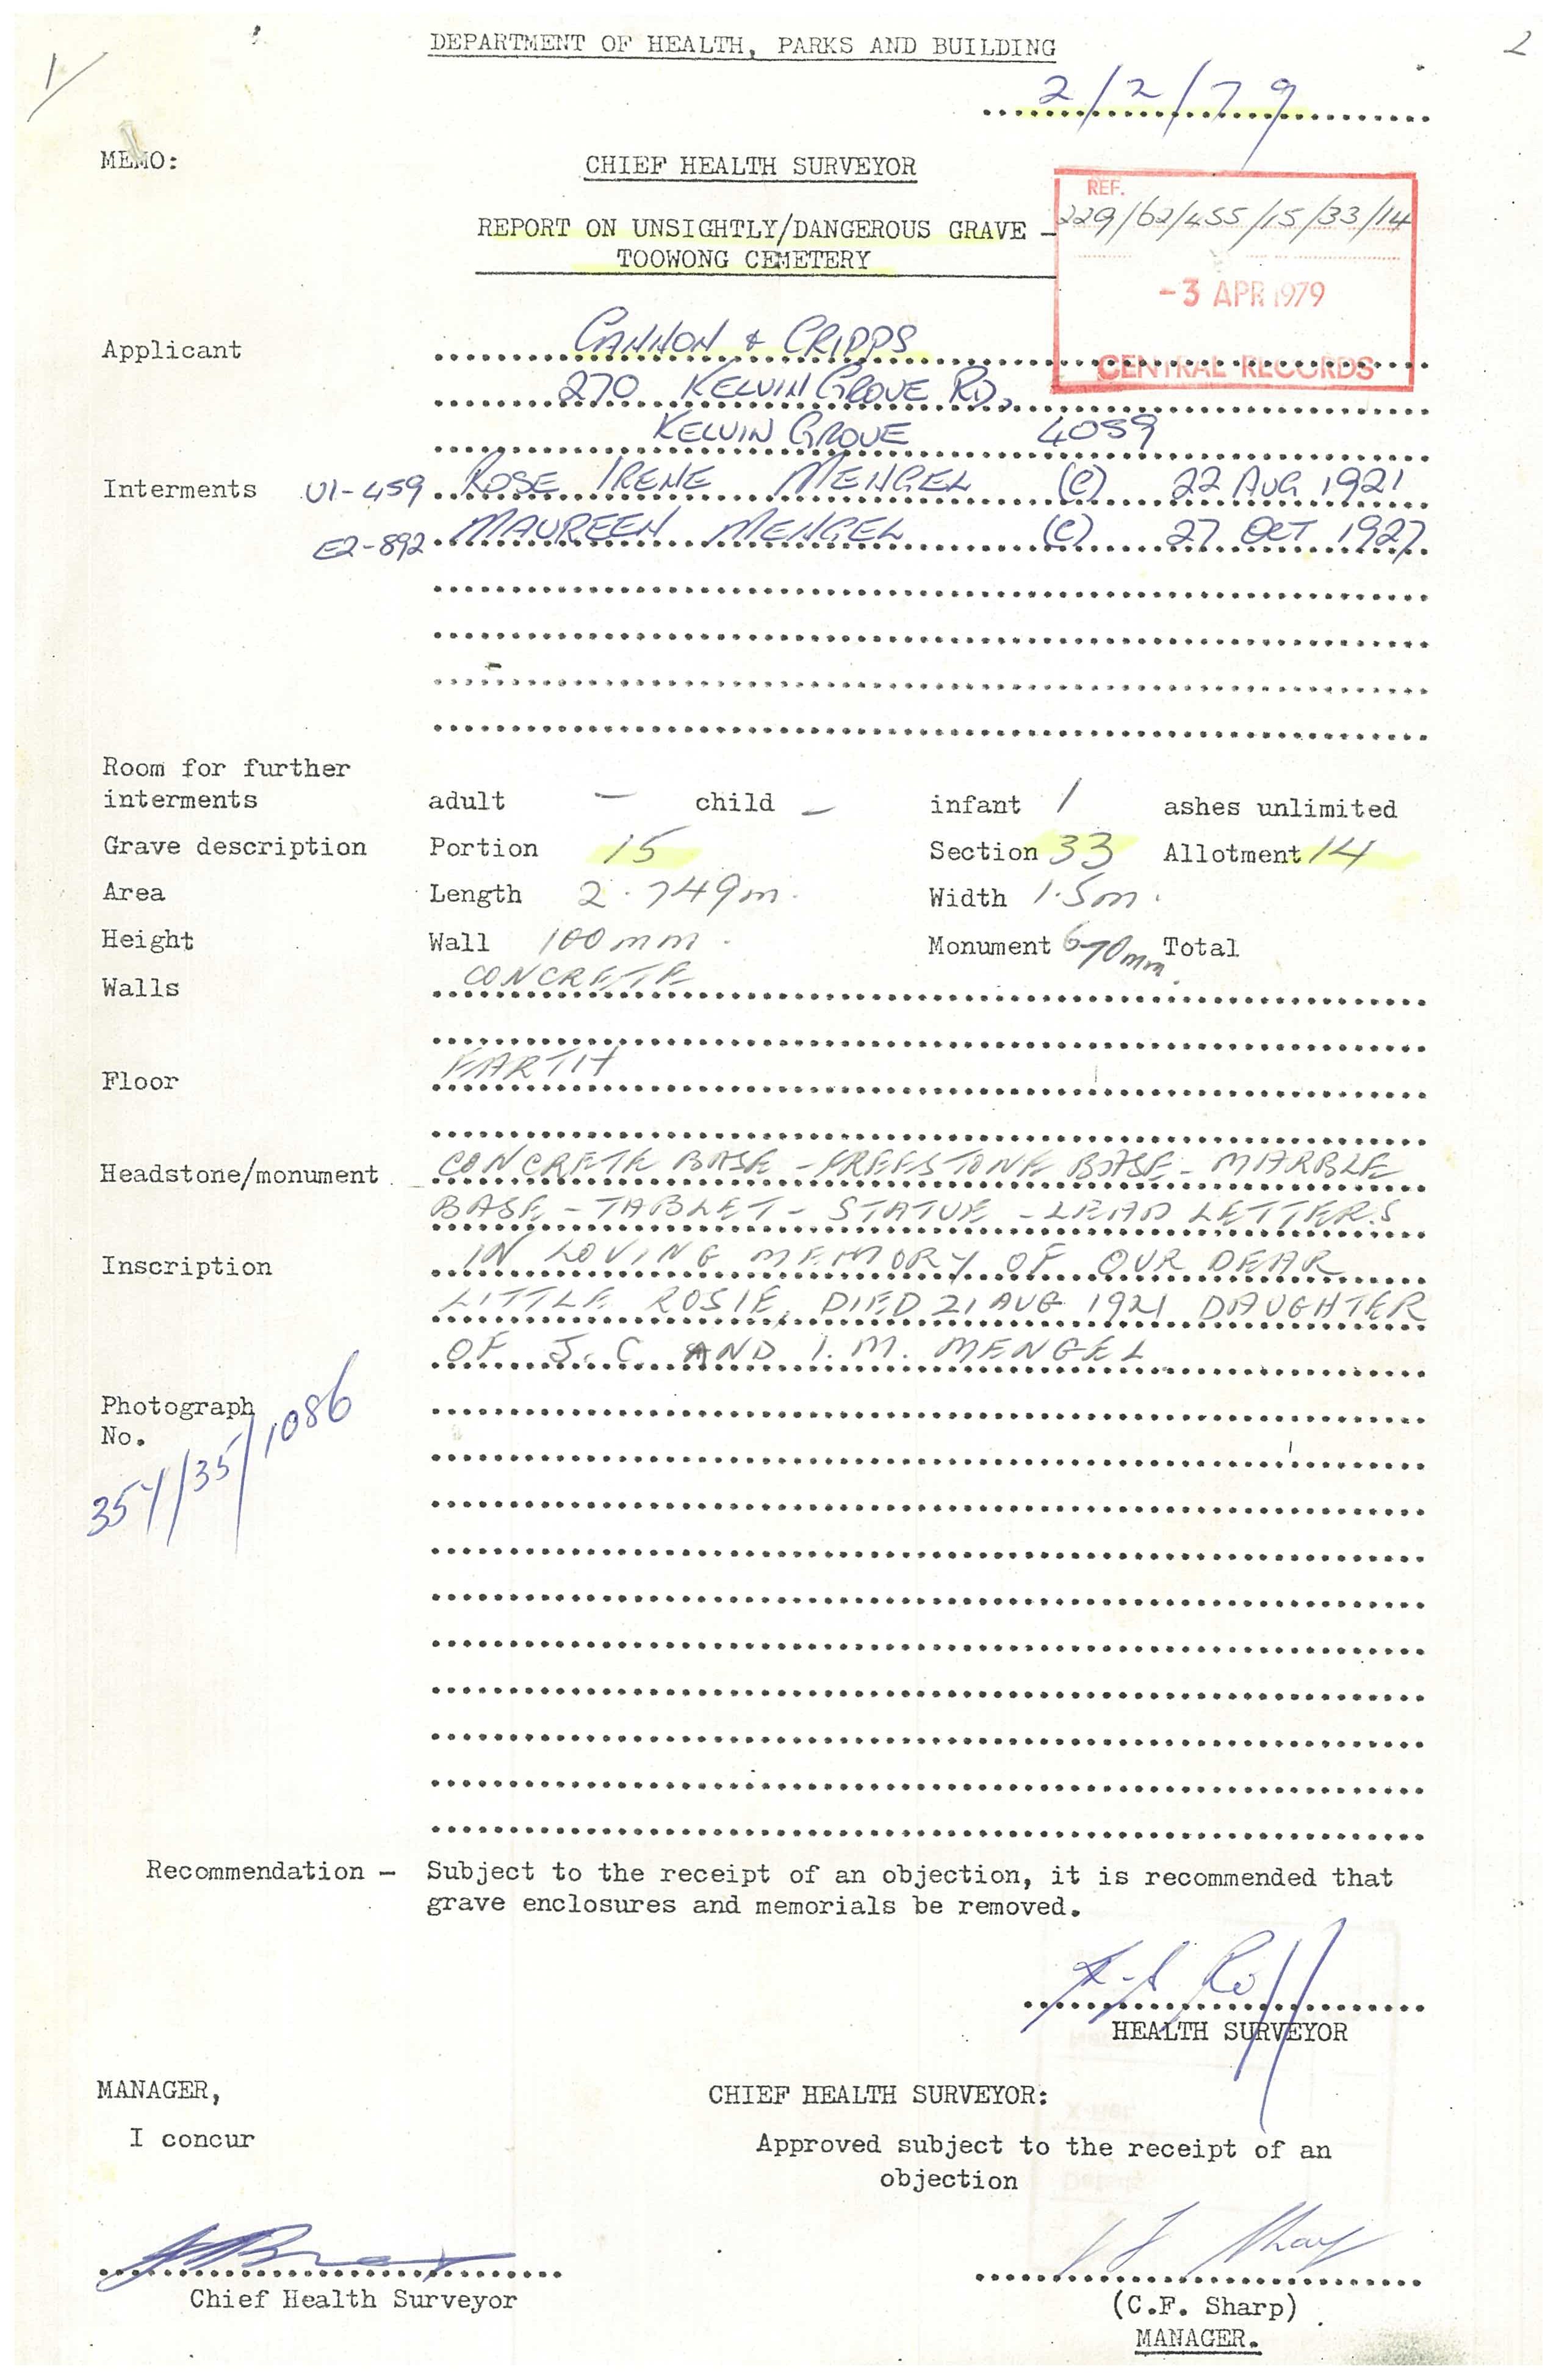 DEPARTMENT OF HEALTH, PARKS AND BUILDING
2
1/
2/2/79
MEMO:
CHIEF HEALTH SURVEYOR
REPORT ON UNSIGHTLY/DANGEROUS GRAVE -
TOOWONG CEMETERY
REF.
229/62/455/15/33/14
-3 APR 1979
CENTRAL RECORDS
Applicant CANNON & CRIPPS
270 KELVIN GROVE RD,
KELVIN GROVE 4059
Interments U1-459 ROSE IRENE MENGEL (C) 22 AUG 1921
E2-892 MAUREEN MENGEL (C) 27 OCT 1927
Room for further
interments adult - child - infant 1 ashes unlimited
Grave description Portion 15 Section 33 Allotment 14
Area Length 2.749m. Width 1.5m.
Height Wall 100mm. Monument 670mm. Total
Walls CONCRETE
Floor EARTH
Headstone/monument CONCRETE BASE - FREESTONE BASE - MARBLE
BASE - TABLET - STATUE - LEAD LETTERS
Inscription IN LOVING MEMORY OF OUR DEAR
LITTLE ROSIE, DIED 21 AUG 1921 DAUGHTER
OF J.C. AND I.M. MENGEL
Photograph
No.
/35/1086
Recommendation - Subject to the receipt of an objection, it is recommended that
grave enclosures and memorials be removed.
HEALTH SURVEYOR
MANAGER,
CHIEF HEALTH SURVEYOR:
I concur
Approved subject to the receipt of an
objection
Chief Health Surveyor
(C.F. Sharp)
MANAGER.